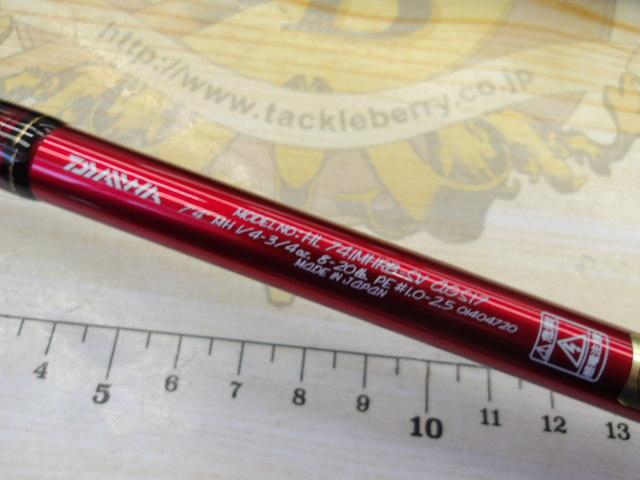 http://www.tackleberry.co.jp
DAIWA
MODEL NO: HL 741MHRB-SV AGS17
7'4" MH 1/4-3/4oz. 8-20lb. PE #1.0-2.5 01404720
MADE IN JAPAN
4 5 6 7 8 9 10 11 12 13